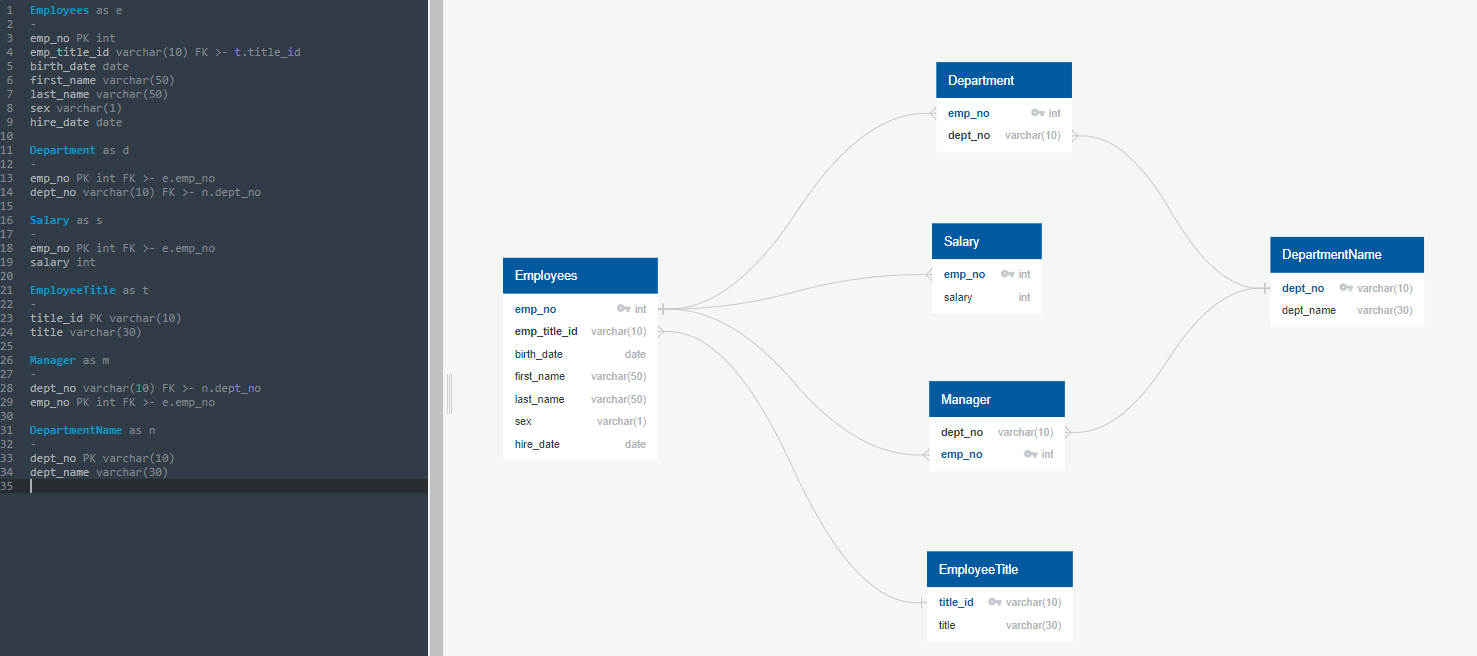 1 Employees as e
2 -
3 emp_no PK int
4 emp_title_id varchar(10) FK >- t.title_id
5 birth_date date
6 first_name varchar(50)
7 last_name varchar(50)
8 sex varchar(1)
9 hire_date date
10
11 Department as d
12 -
13 emp_no PK int FK >- e.emp_no
14 dept_no varchar(10) FK >- n.dept_no
15
16 Salary as s
17 -
18 emp_no PK int FK >- e.emp_no
19 salary int
20
21 EmployeeTitle as t
22 -
23 title_id PK varchar(10)
24 title varchar(30)
25
26 Manager as m
27 -
28 dept_no varchar(10) FK >- n.dept_no
29 emp_no PK int FK >- e.emp_no
30
31 DepartmentName as n
32 -
33 dept_no PK varchar(10)
34 dept_name varchar(30)
35
Employees
emp_no int
emp_title_id varchar(10)
birth_date date
first_name varchar(50)
last_name varchar(50)
sex varchar(1)
hire_date date
Department
emp_no int
dept_no varchar(10)
Salary
emp_no int
salary int
Manager
dept_no varchar(10)
emp_no int
EmployeeTitle
title_id varchar(10)
title varchar(30)
DepartmentName
dept_no varchar(10)
dept_name varchar(30)